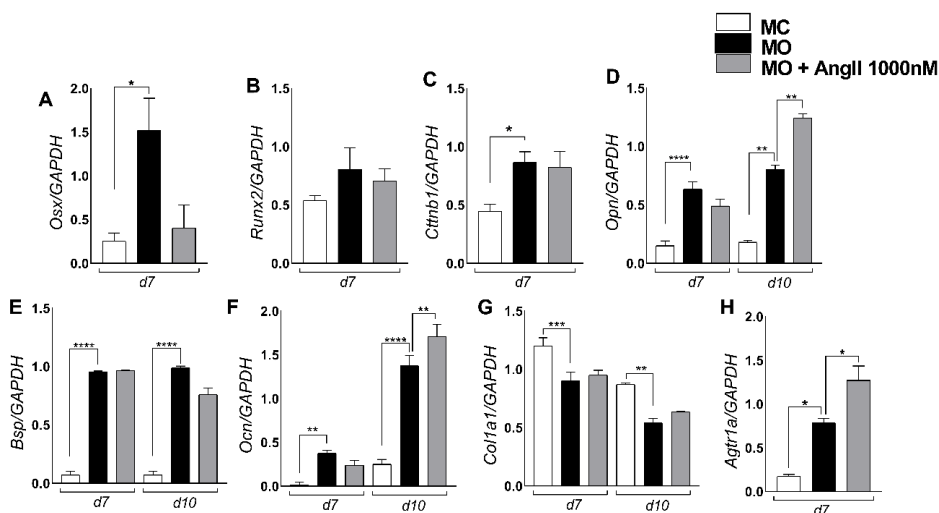 MC
MO
MO + AngII 1000nM
A
Osx/GAPDH
2.0
1.5
1.0
0.5
0.0
*
d7
B
Runx2/GAPDH
1.5
1.0
0.5
0.0
d7
C
Cttnb1/GAPDH
1.5
1.0
0.5
0.0
*
d7
D
Opn/GAPDH
1.5
1.0
0.5
0.0
****
**
**
d7 d10
E
Bsp/GAPDH
1.5
1.0
0.5
0.0
****
****
d7 d10
F
Ocn/GAPDH
2.0
1.5
1.0
0.5
0.0
**
****
**
d7 d10
G
Col1a1/GAPDH
1.5
1.0
0.5
0.0
***
**
d7 d10
H
Agtr1a/GAPDH
2.0
1.5
1.0
0.5
0.0
*
*
d7